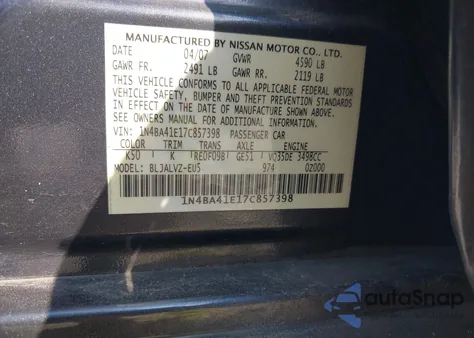 MANUFACTURED BY NISSAN MOTOR CO., LTD.
DATE 04/07 GVWR 4590 LB
GAWR FR. 2491 LB GAWR RR. 2119 LB
THIS VEHICLE CONFORMS TO ALL APPLICABLE FEDERAL MOTOR
VEHICLE SAFETY, BUMPER AND THEFT PREVENTION STANDARDS
IN EFFECT ON THE DATE OF MANUFACTURE SHOWN ABOVE.
SEE OWNERS MANUAL FOR ADDITIONAL INFORMATION.
VIN: 1N4BA41E17C857398 PASSENGER CAR
COLOR TRIM TRANS AXLE ENGINE
K50 K RE0F09B GE51 VQ35DE 3498CC
MODEL: BLJALVZ-EU5 974 0Z000
1N4BA41E17C857398
autoSnap